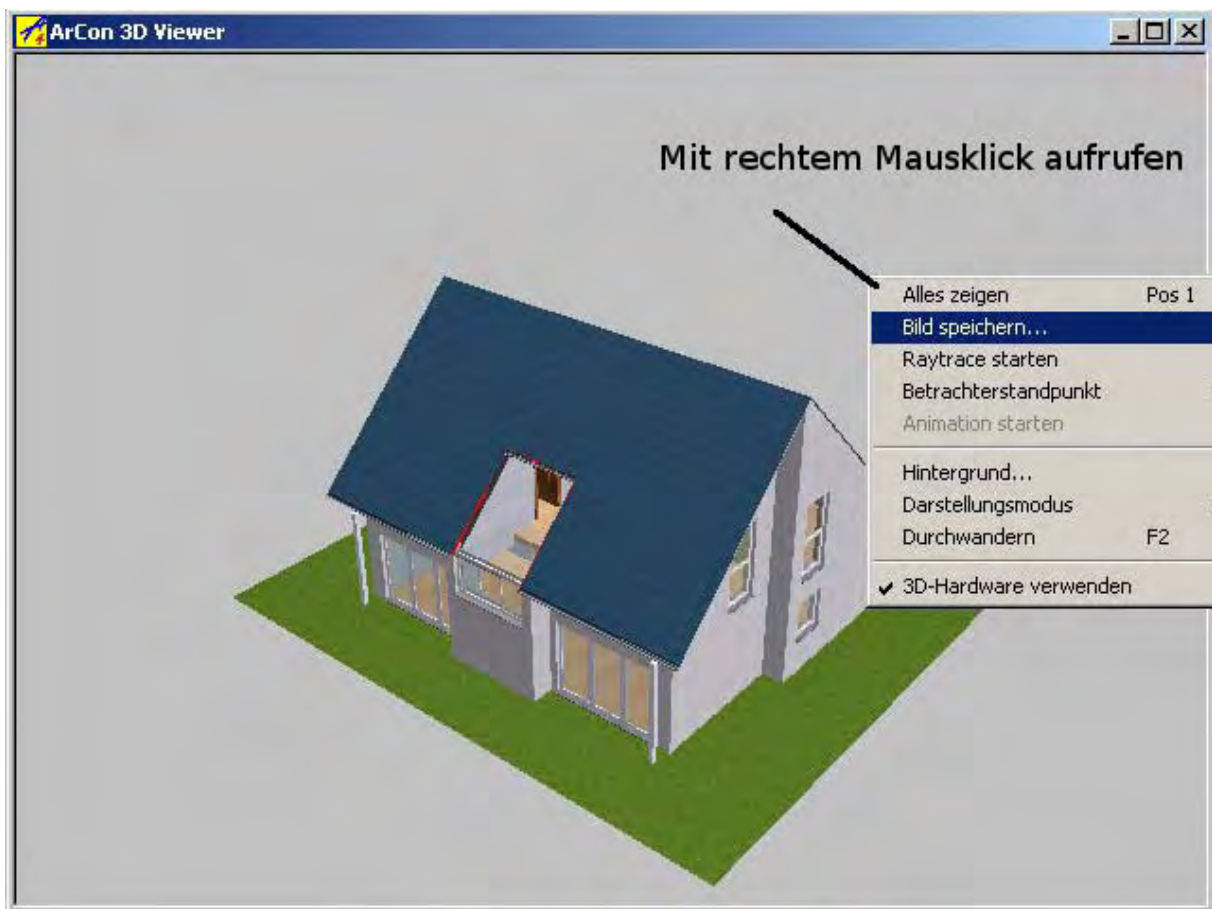 ArCon 3D Viewer
Mit rechtem Mausklick aufrufen
Alles zeigen Pos 1
Bild speichern...
Raytrace starten
Betrachterstandpunkt
Animation starten
Hintergrund...
Darstellungsmodus
Durchwandern F2
3D-Hardware verwenden